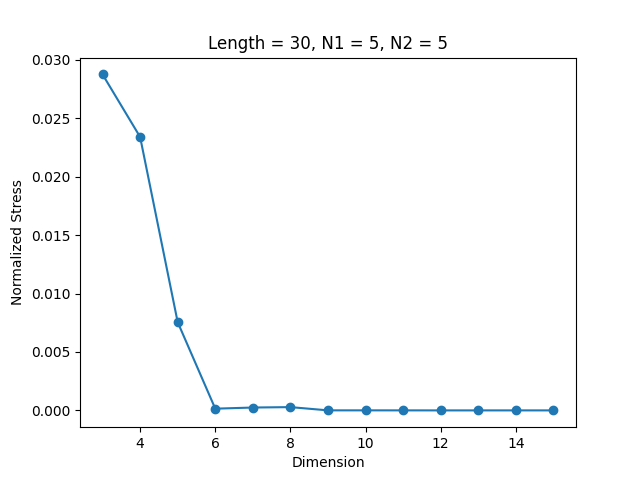 Length = 30, N1 = 5, N2 = 5
0.030
0.025
0.020
0.015
0.010
0.005
0.000
Normalized Stress
4 6 8 10 12 14
Dimension